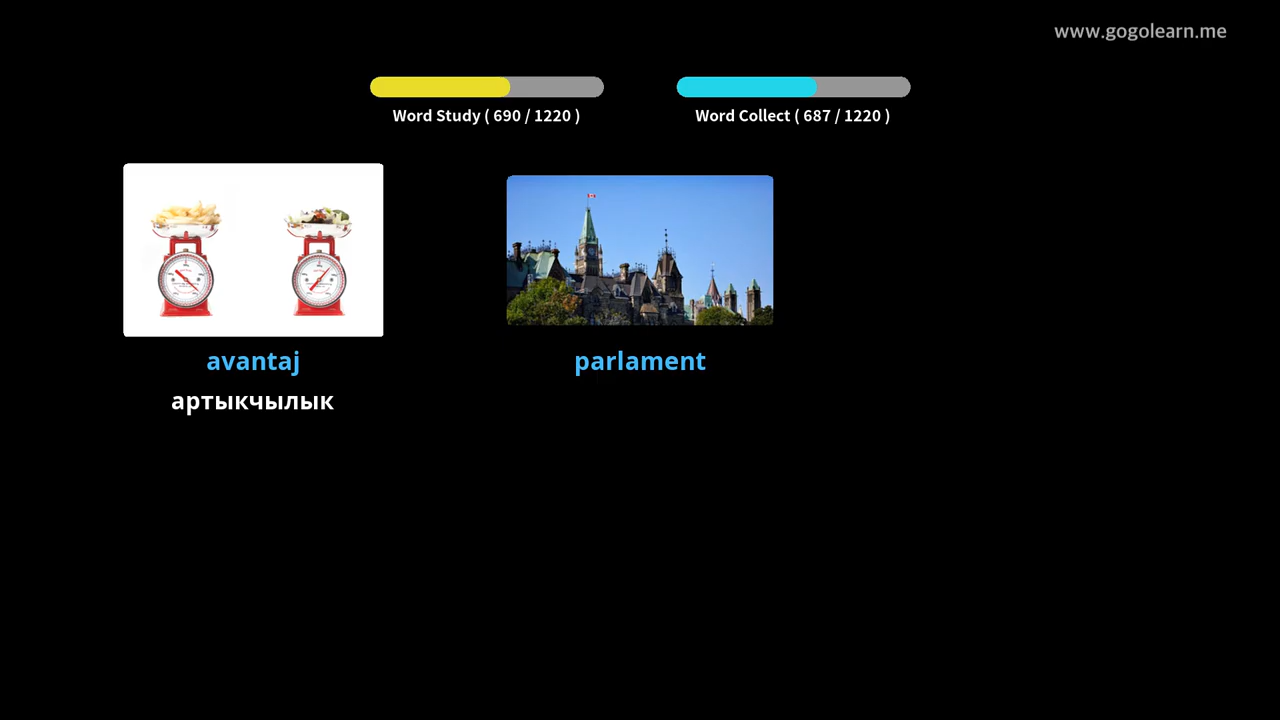 www.gogolearn.me
Word Study ( 690 / 1220 )
Word Collect ( 687 / 1220 )
avantaj
parlament
артыкчылык